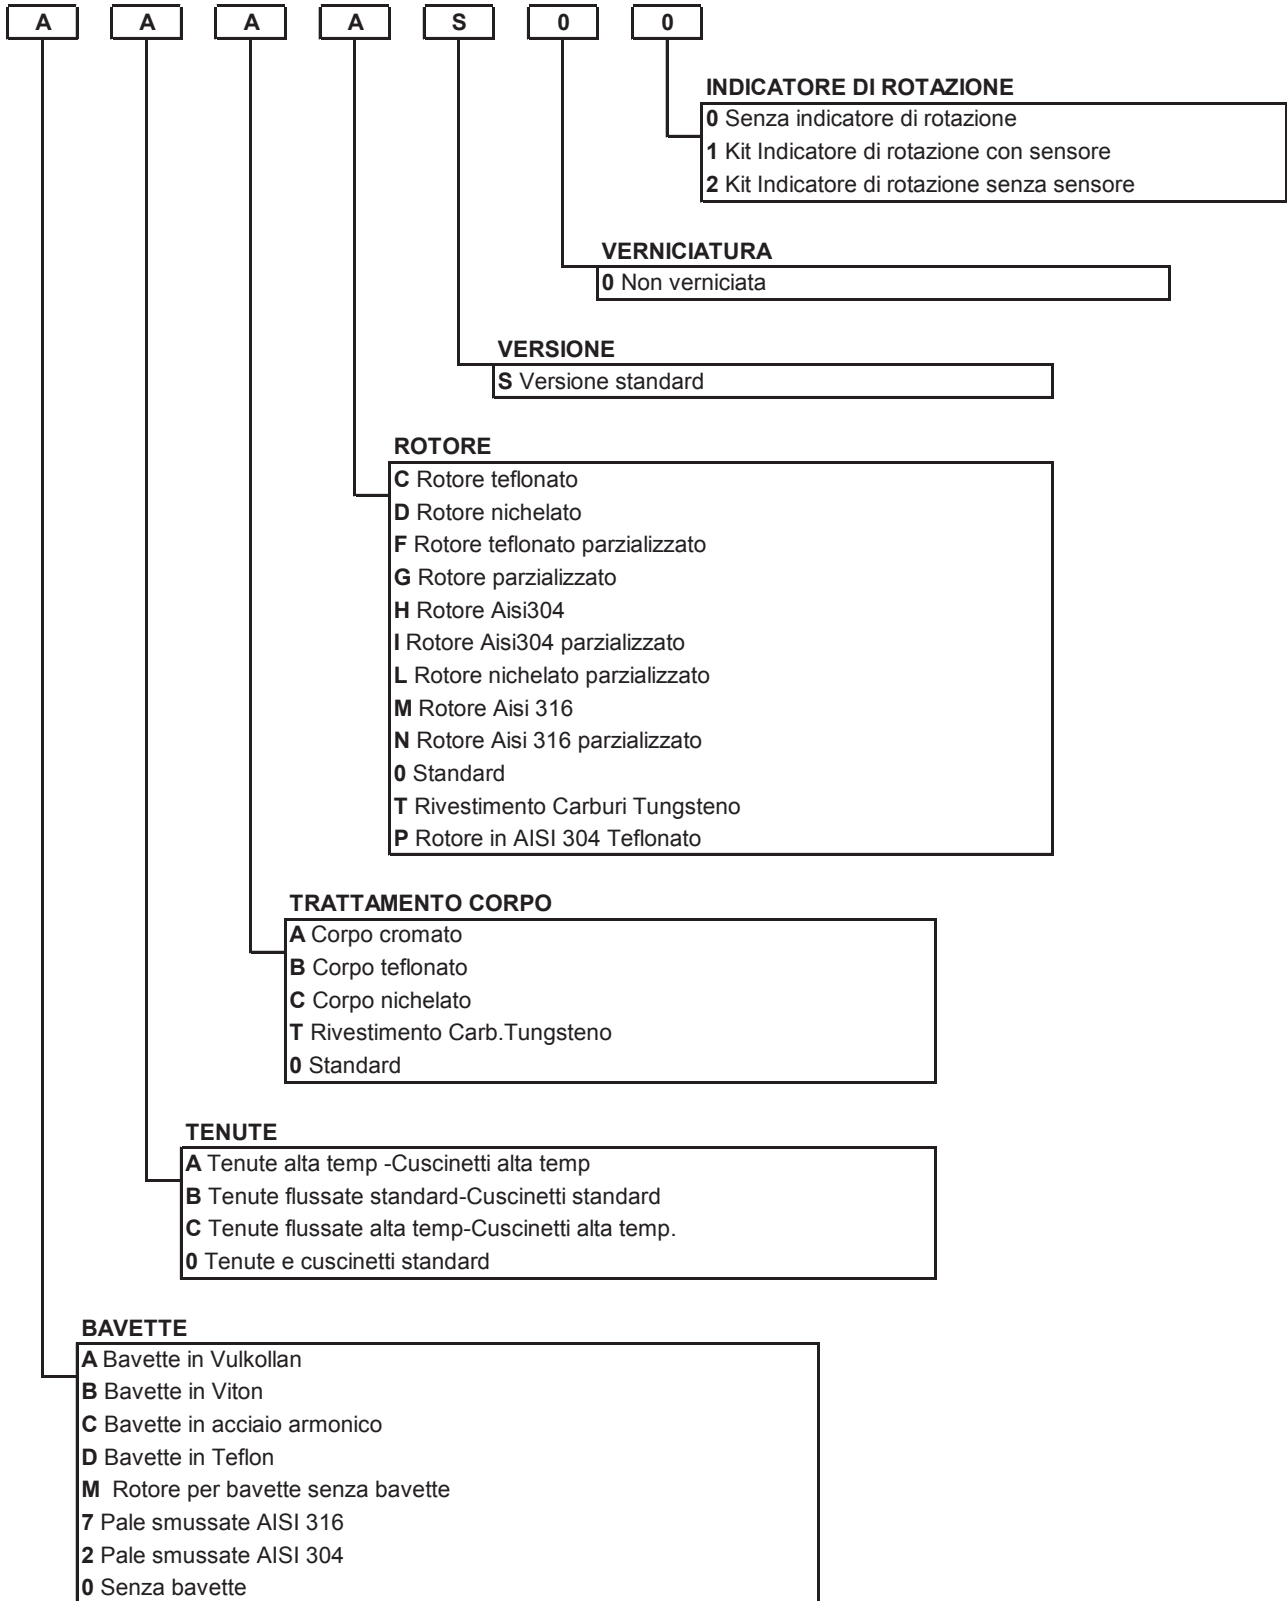 A A A A S 0 0
INDICATORE DI ROTAZIONE
0 Senza indicatore di rotazione
1 Kit Indicatore di rotazione con sensore
2 Kit Indicatore di rotazione senza sensore
VERNICIATURA
0 Non verniciata
VERSIONE
S Versione standard
ROTORE
C Rotore teflonato
D Rotore nichelato
F Rotore teflonato parzializzato
G Rotore parzializzato
H Rotore Aisi304
I Rotore Aisi304 parzializzato
L Rotore nichelato parzializzato
M Rotore Aisi 316
N Rotore Aisi 316 parzializzato
0 Standard
T Rivestimento Carburi Tungsteno
P Rotore in AISI 304 Teflonato
TRATTAMENTO CORPO
A Corpo cromato
B Corpo teflonato
C Corpo nichelato
T Rivestimento Carb.Tungsteno
0 Standard
TENUTE
A Tenute alta temp -Cuscinetti alta temp
B Tenute flussate standard-Cuscinetti standard
C Tenute flussate alta temp-Cuscinetti alta temp.
0 Tenute e cuscinetti standard
BAVETTE
A Bavette in Vulkollan
B Bavette in Viton
C Bavette in acciaio armonico
D Bavette in Teflon
M Rotore per bavette senza bavette
7 Pale smussate AISI 316
2 Pale smussate AISI 304
0 Senza bavette